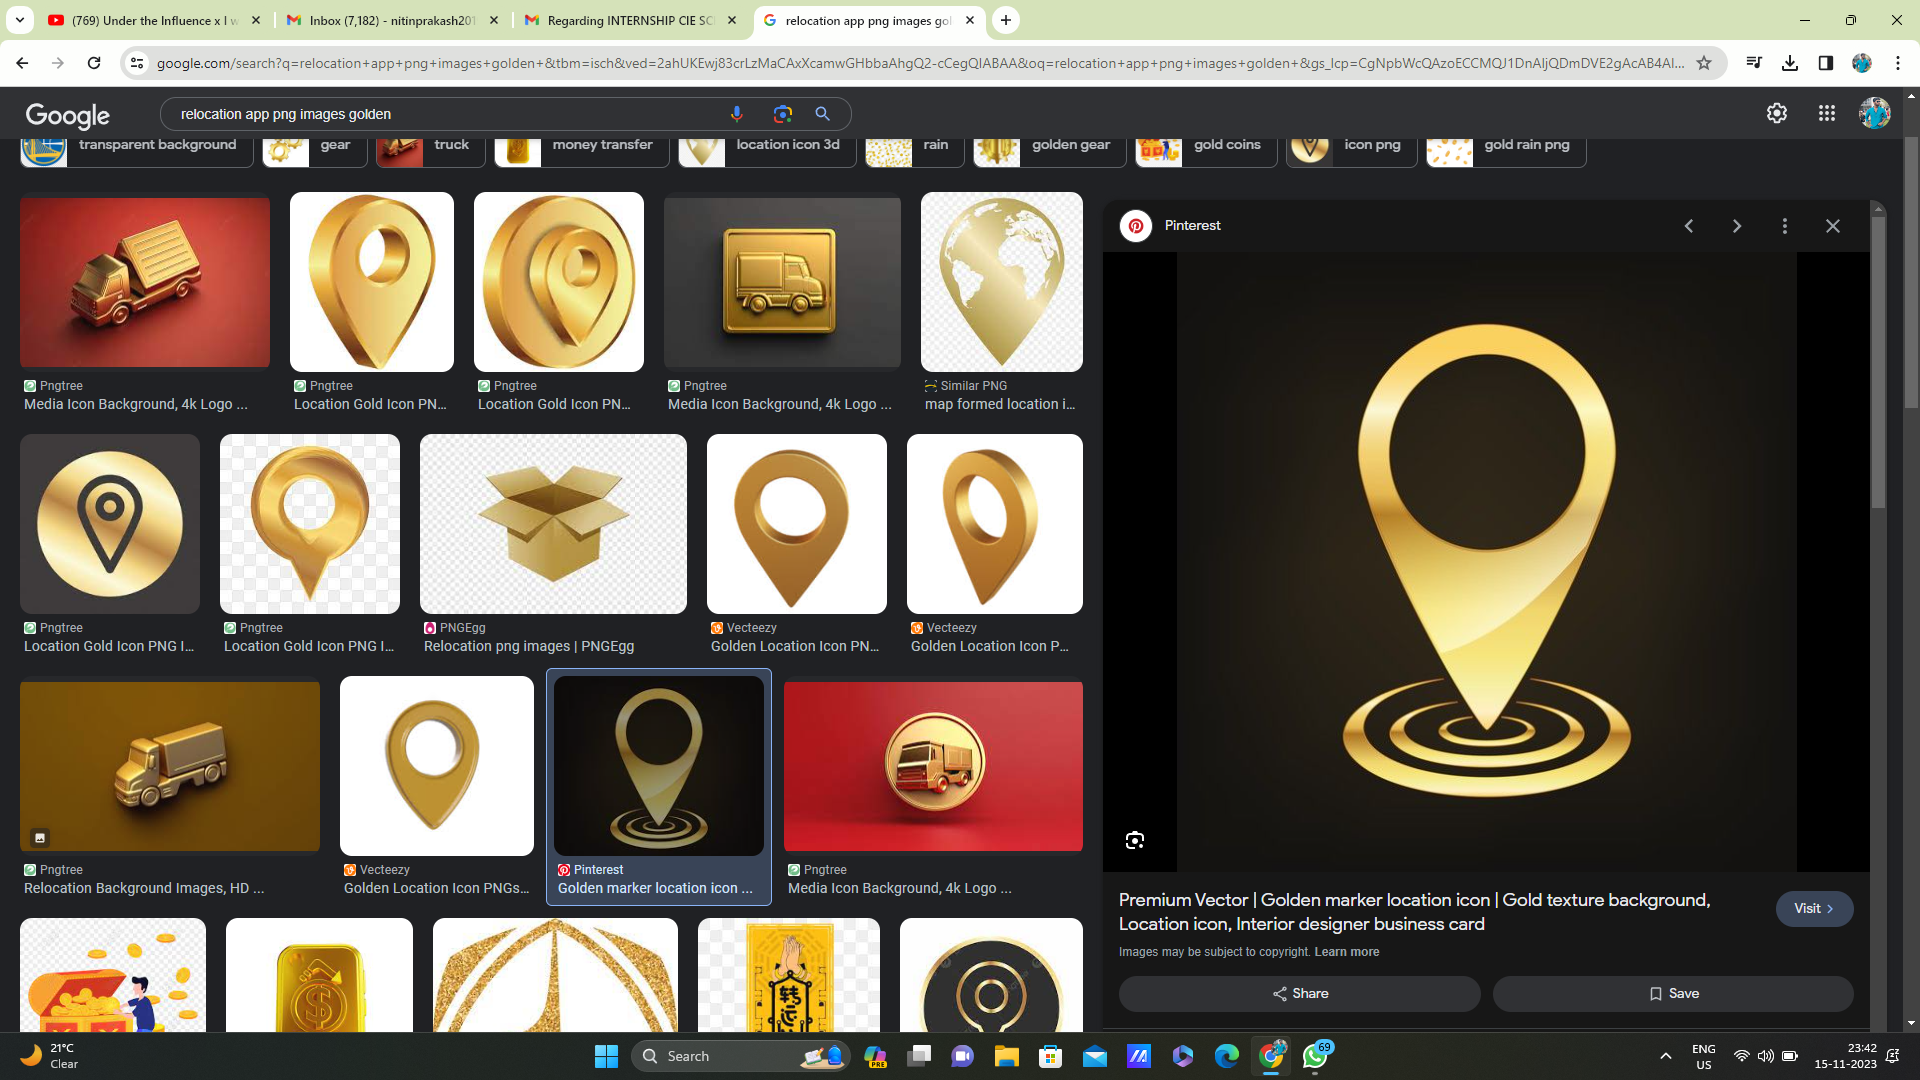 (769) Under the Influence x I w
Inbox (7,182) - nitinprakash201
Regarding INTERNSHIP CIE SCI
relocation app png images gol
google.com/search?q=relocation+app+png+images+golden+&tbm=isch&ved=2ahUKEwj83crLzMaCAxXcamwGHbbaAhgQ2-cCegQIABAA&oq=relocation+app+png+images+golden+&gs_lcp=CgNpbWcQAzoECCMQJ1DnAljQDmDVE2gAcAB4AI...
Google
relocation app png images golden
transparent background
gear
truck
money transfer
location icon 3d
rain
golden gear
gold coins
icon png
gold rain png
Pngtree
Media Icon Background, 4k Logo ...
Pngtree
Location Gold Icon PN...
Pngtree
Location Gold Icon PN...
Pngtree
Media Icon Background, 4k Logo ...
Similar PNG
map formed location i...
Pngtree
Location Gold Icon PNG I...
Pngtree
Location Gold Icon PNG I...
PNGEgg
Relocation png images | PNGEgg
Vecteezy
Golden Location Icon PN...
Vecteezy
Golden Location Icon P...
Pngtree
Relocation Background Images, HD ...
Vecteezy
Golden Location Icon PNGs...
Pinterest
Golden marker location icon ...
Pngtree
Media Icon Background, 4k Logo ...
$
转
运
Pinterest
Premium Vector | Golden marker location icon | Gold texture background,
Location icon, Interior designer business card
Visit
Images may be subject to copyright. Learn more
Share
Save
21°C
Clear
Search
PRE
69
ENG
US
23:42
15-11-2023